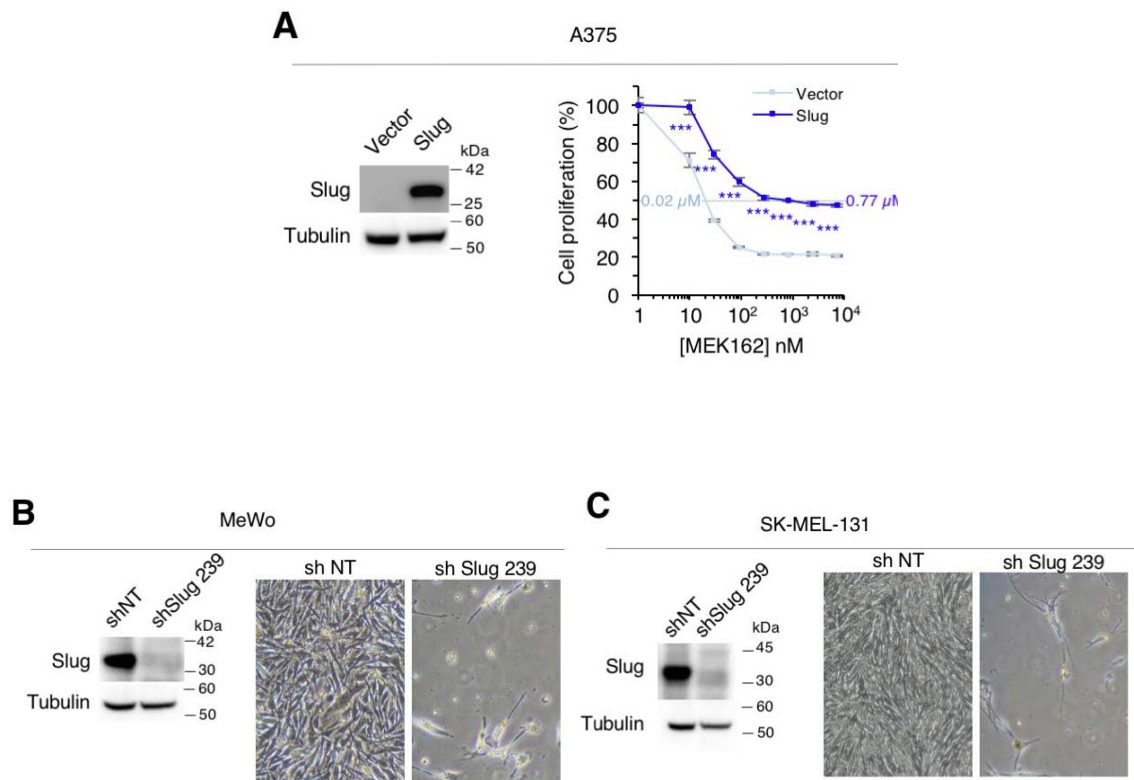 A
A375
Vector
Slug
kDa
Slug
42
25
Tubulin
60
50
Cell proliferation (%)
100
80
60
40
20
0
Vector
Slug
***
***
***
***
***
***
***
0.02 µM
0.77 µM
1
10
10²
10³
10⁴
[MEK162] nM
B
MeWo
shNT
shSlug 239
kDa
Slug
42
30
Tubulin
60
50
sh NT
sh Slug 239
C
SK-MEL-131
shNT
shSlug 239
kDa
Slug
45
30
Tubulin
60
50
sh NT
sh Slug 239